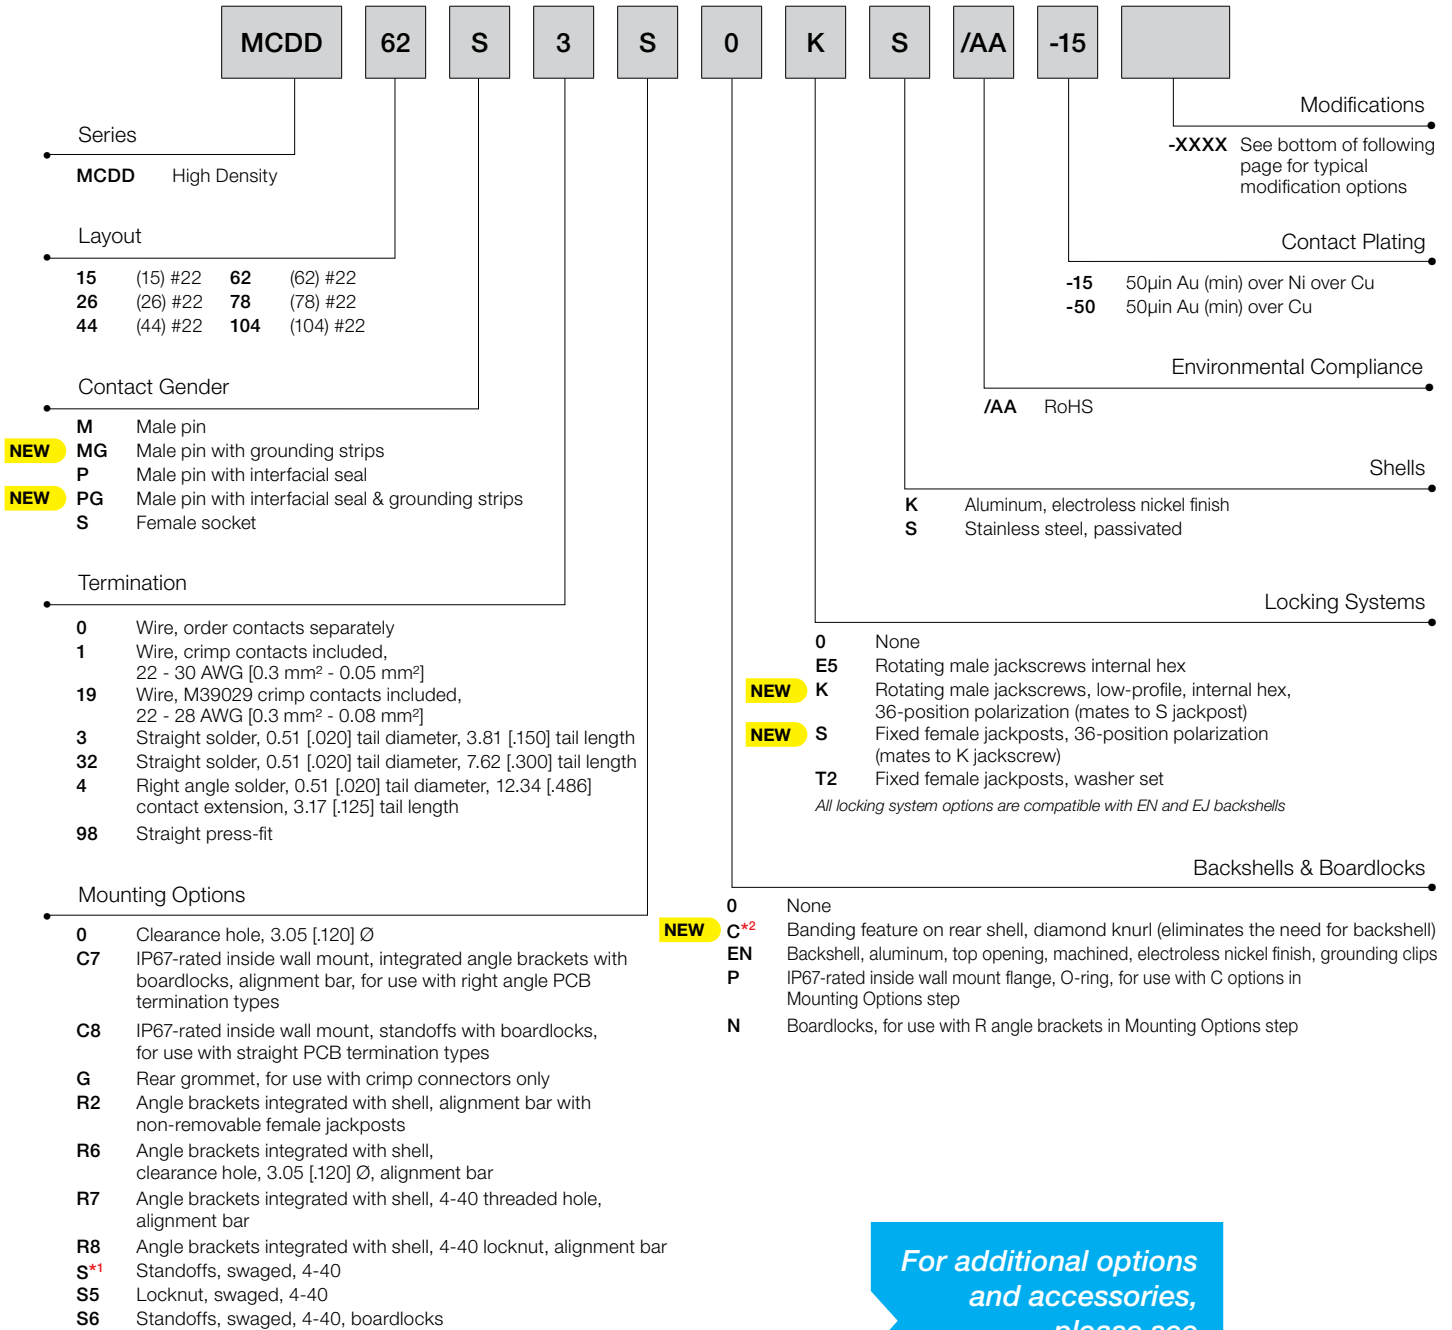 MCDD 62 S 3 S 0 K S /AA -15
Series
MCDD High Density
Layout
15 (15) #22 62 (62) #22
26 (26) #22 78 (78) #22
44 (44) #22 104 (104) #22
Contact Gender
M Male pin
NEW MG Male pin with grounding strips
P Male pin with interfacial seal
NEW PG Male pin with interfacial seal & grounding strips
S Female socket
Termination
0 Wire, order contacts separately
1 Wire, crimp contacts included,
22 - 30 AWG [0.3 mm² - 0.05 mm²]
19 Wire, M39029 crimp contacts included,
22 - 28 AWG [0.3 mm² - 0.08 mm²]
3 Straight solder, 0.51 [.020] tail diameter, 3.81 [.150] tail length
32 Straight solder, 0.51 [.020] tail diameter, 7.62 [.300] tail length
4 Right angle solder, 0.51 [.020] tail diameter, 12.34 [.486]
contact extension, 3.17 [.125] tail length
98 Straight press-fit
Mounting Options
0 Clearance hole, 3.05 [.120] Ø
C7 IP67-rated inside wall mount, integrated angle brackets with
boardlocks, alignment bar, for use with right angle PCB
termination types
C8 IP67-rated inside wall mount, standoffs with boardlocks,
for use with straight PCB termination types
G Rear grommet, for use with crimp connectors only
R2 Angle brackets integrated with shell, alignment bar with
non-removable female jackposts
R6 Angle brackets integrated with shell,
clearance hole, 3.05 [.120] Ø, alignment bar
R7 Angle brackets integrated with shell, 4-40 threaded hole,
alignment bar
R8 Angle brackets integrated with shell, 4-40 locknut, alignment bar
S*1 Standoffs, swaged, 4-40
S5 Locknut, swaged, 4-40
S6 Standoffs, swaged, 4-40, boardlocks
Modifications
-XXXX See bottom of following
page for typical
modification options
Contact Plating
-15 50µin Au (min) over Ni over Cu
-50 50µin Au (min) over Cu
Environmental Compliance
/AA RoHS
Shells
K Aluminum, electroless nickel finish
S Stainless steel, passivated
Locking Systems
0 None
E5 Rotating male jackscrews internal hex
NEW K Rotating male jackscrews, low-profile, internal hex,
36-position polarization (mates to S jackpost)
NEW S Fixed female jackposts, 36-position polarization
(mates to K jackscrew)
T2 Fixed female jackposts, washer set
All locking system options are compatible with EN and EJ backshells
Backshells & Boardlocks
0 None
NEW C*2 Banding feature on rear shell, diamond knurl (eliminates the need for backshell)
EN Backshell, aluminum, top opening, machined, electroless nickel finish, grounding clips
P IP67-rated inside wall mount flange, O-ring, for use with C options in
Mounting Options step
N Boardlocks, for use with R angle brackets in Mounting Options step
For additional options
and accessories,
please see